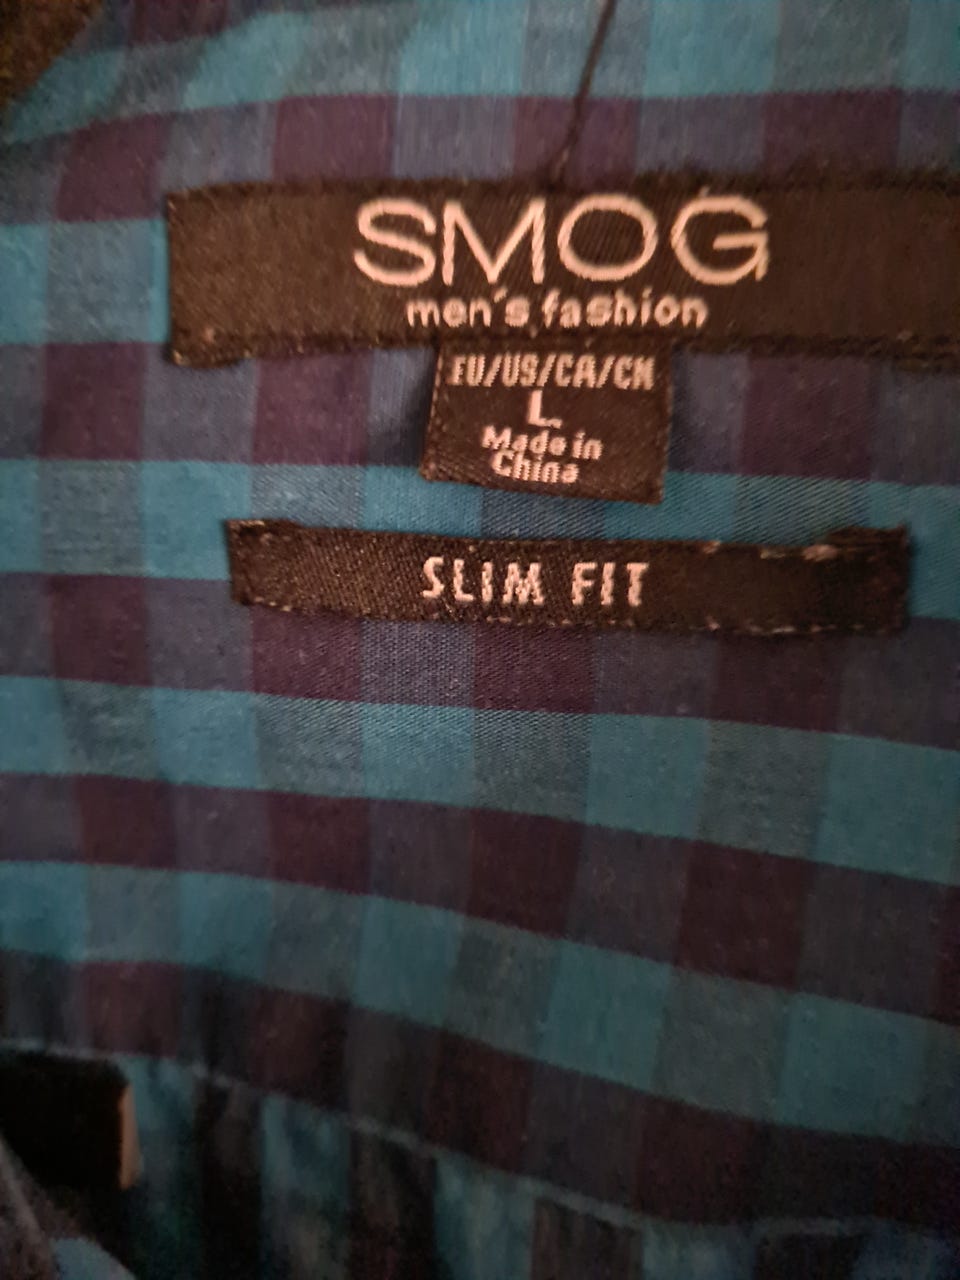 SMOG
men's fashion
EU/US/CA/CN
L
Made in
China
SLIM FIT